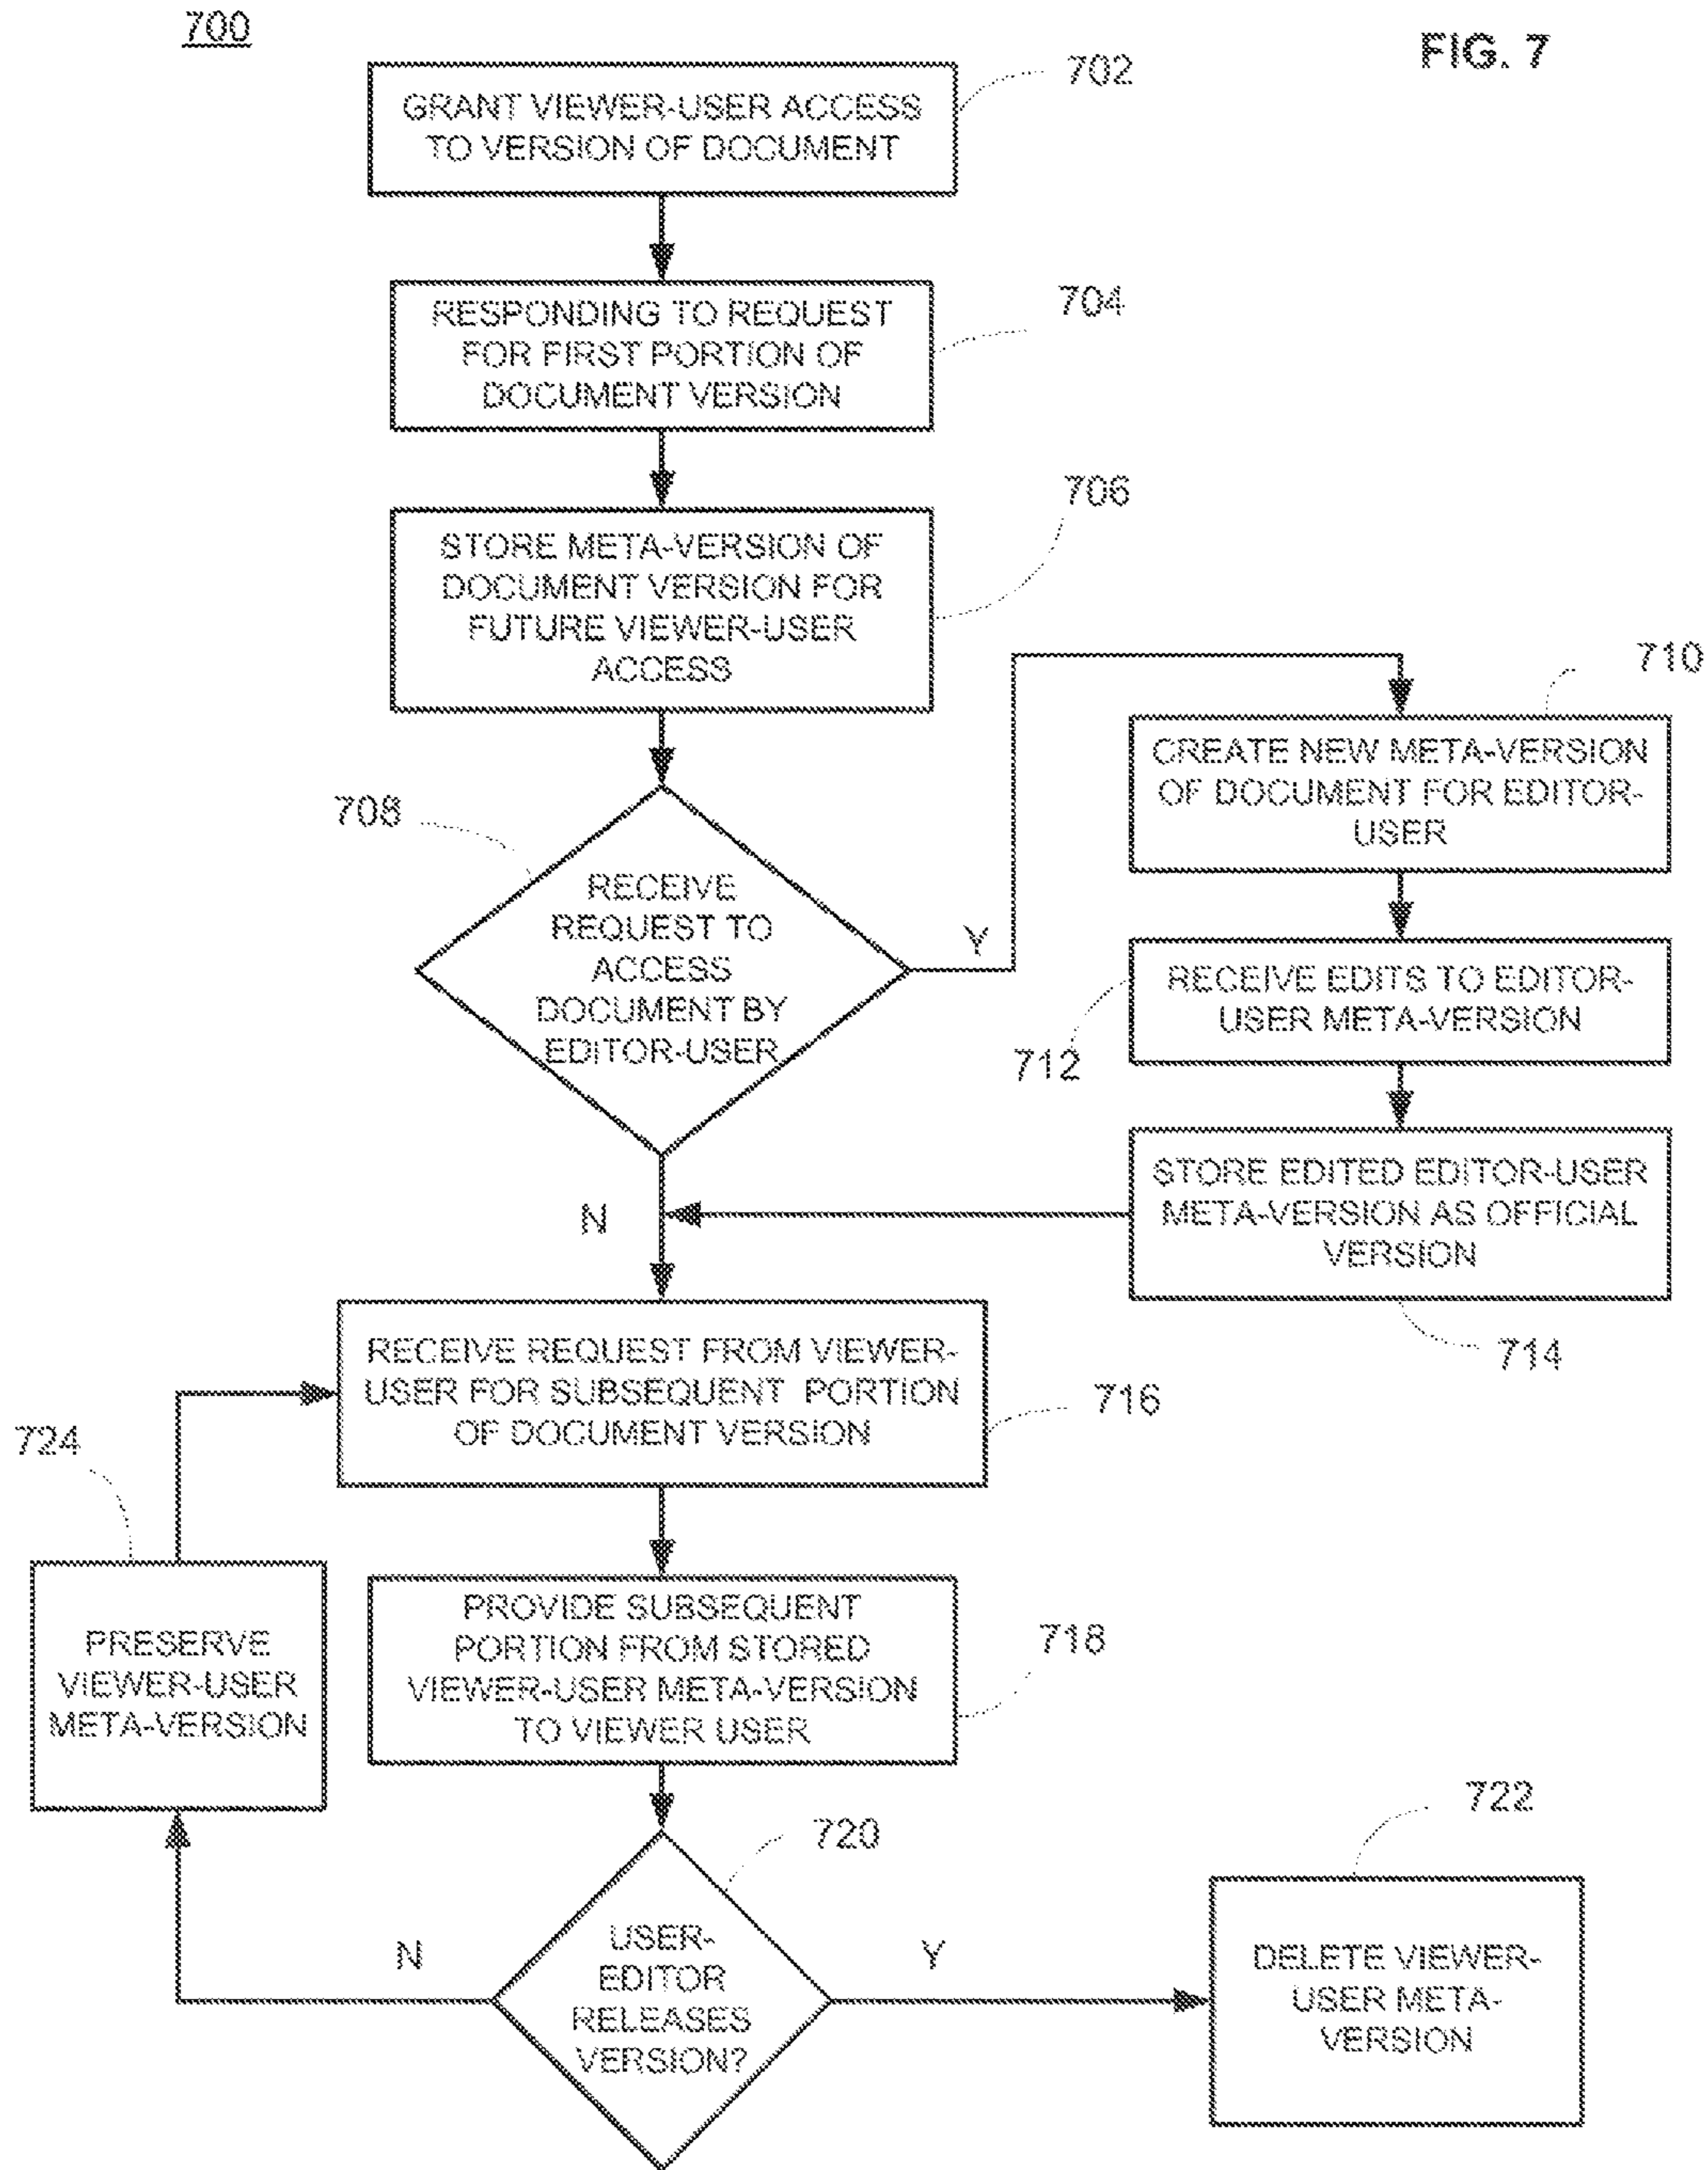 700
FIG. 7
702
GRANT VIEWER-USER ACCESS
TO VERSION OF DOCUMENT
704
RESPONDING TO REQUEST
FOR FIRST PORTION OF
DOCUMENT VERSION
706
STORE META-VERSION OF
DOCUMENT VERSION FOR
FUTURE VIEWER-USER
ACCESS
708
RECEIVE
REQUEST TO
ACCESS
DOCUMENT BY
EDITOR-USER
Y
710
CREATE NEW META-VERSION
OF DOCUMENT FOR EDITOR-
USER
712
RECEIVE EDITS TO EDITOR-
USER META-VERSION
STORE EDITED EDITOR-USER
META-VERSION AS OFFICIAL
VERSION
714
N
RECEIVE REQUEST FROM VIEWER-
USER FOR SUBSEQUENT PORTION
OF DOCUMENT VERSION
716
724
PRESERVE
VIEWER-USER
META-VERSION
PROVIDE SUBSEQUENT
PORTION FROM STORED
VIEWER-USER META-VERSION
TO VIEWER USER
718
720
USER-
EDITOR
RELEASES
VERSION?
N
Y
722
DELETE VIEWER-
USER META-
VERSION